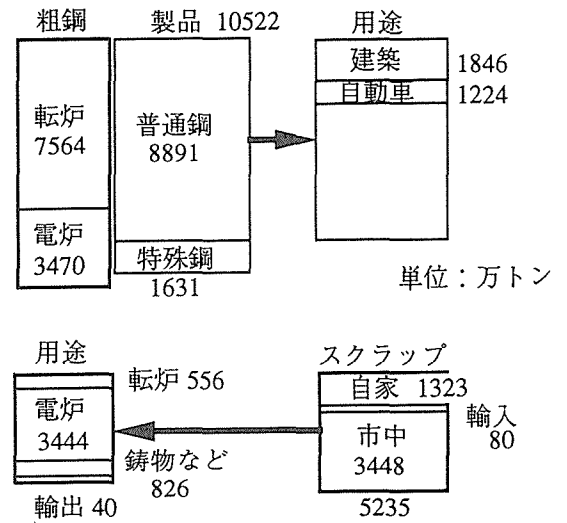 粗鋼
製品 10522
用途
転炉
7564
電炉
3470
普通鋼
8891
特殊鋼
1631
建築
1846
自動車
1224
単位：万トン
用途
転炉 556
電炉
3444
鋳物など
826
輸出 40
スクラップ
自家 1323
輸入
80
市中
3448
5235